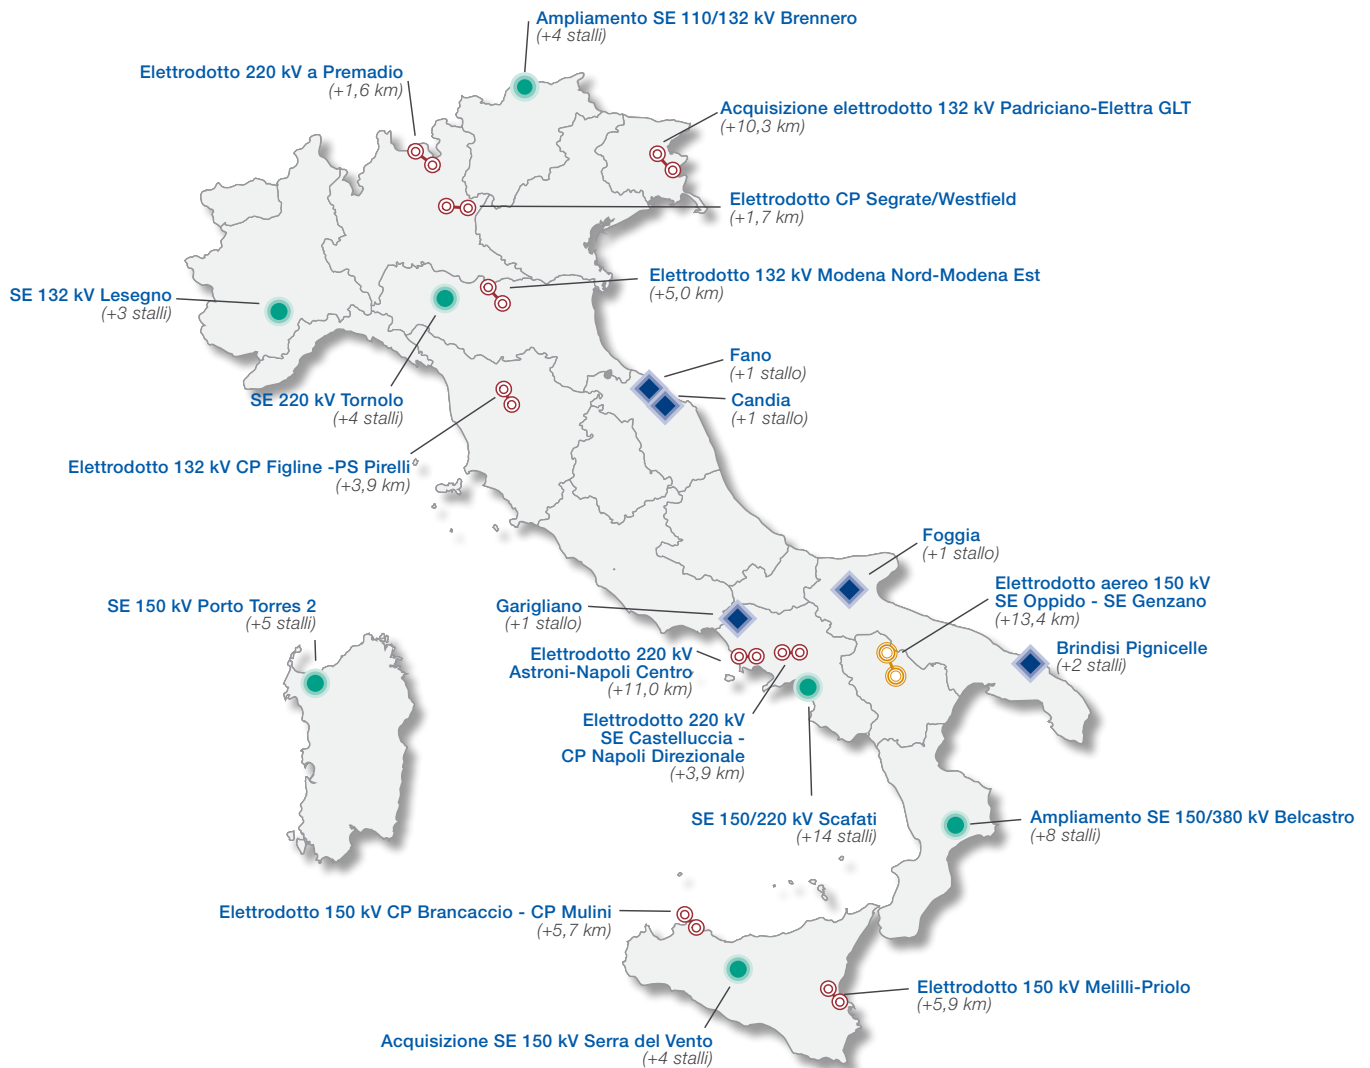 Ampliamento SE 110/132 kV Brennero
(+4 stalli)
Elettrodotto 220 kV a Premadio
(+1,6 km)
Acquisizione elettrodotto 132 kV Padriciano-Elettra GLT
(+10,3 km)
Elettrodotto CP Segrate/Westfield
(+1,7 km)
Elettrodotto 132 kV Modena Nord-Modena Est
(+5,0 km)
SE 132 kV Lesegno
(+3 stalli)
Fano
(+1 stallo)
Candia
(+1 stallo)
SE 220 kV Tornolo
(+4 stalli)
Elettrodotto 132 kV CP Figline -PS Pirelli
(+3,9 km)
Foggia
(+1 stallo)
Elettrodotto aereo 150 kV
SE Oppido - SE Genzano
(+13,4 km)
SE 150 kV Porto Torres 2
(+5 stalli)
Garigliano
(+1 stallo)
Brindisi Pignicelle
(+2 stalli)
Elettrodotto 220 kV
Astroni-Napoli Centro
(+11,0 km)
Elettrodotto 220 kV
SE Castelluccia -
CP Napoli Direzionale
(+3,9 km)
SE 150/220 kV Scafati
(+14 stalli)
Ampliamento SE 150/380 kV Belcastro
(+8 stalli)
Elettrodotto 150 kV CP Brancaccio - CP Mulini
(+5,7 km)
Elettrodotto 150 kV Melilli-Priolo
(+5,9 km)
Acquisizione SE 150 kV Serra del Vento
(+4 stalli)